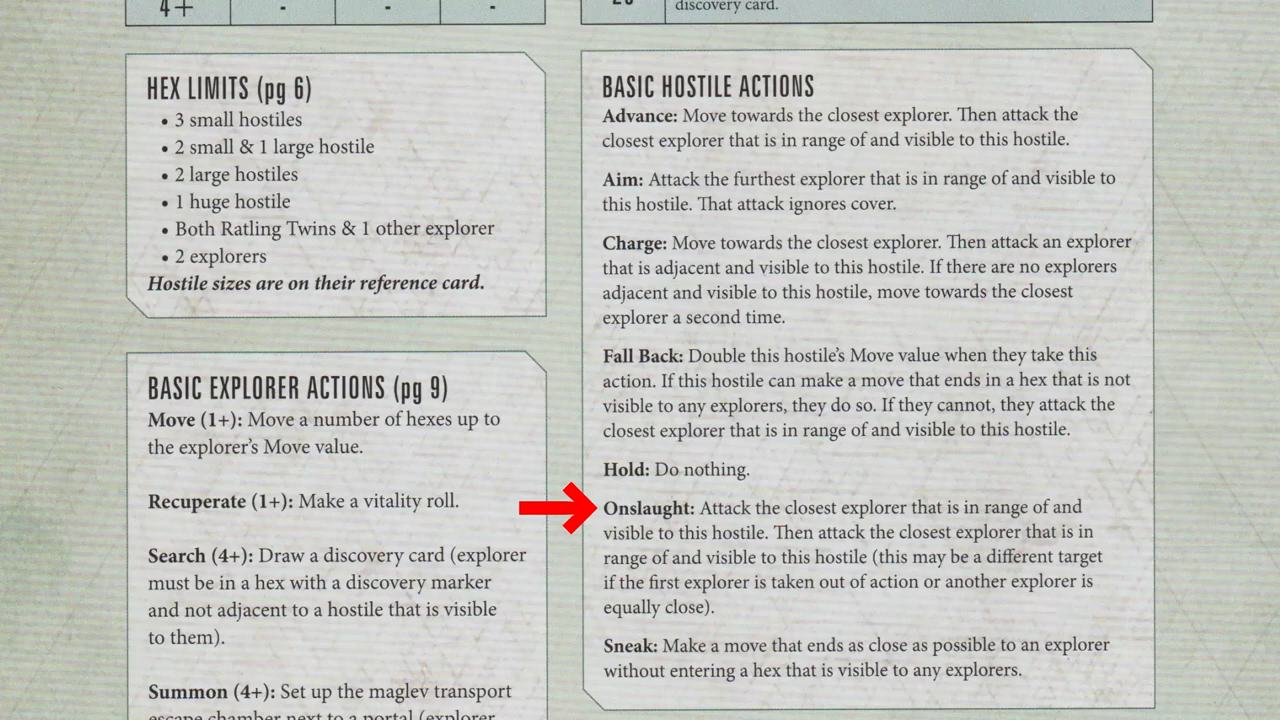 4+ - - -
discovery card.
HEX LIMITS (pg 6)
• 3 small hostiles
• 2 small & 1 large hostile
• 2 large hostiles
• 1 huge hostile
• Both Ratling Twins & 1 other explorer
• 2 explorers
Hostile sizes are on their reference card.
BASIC EXPLORER ACTIONS (pg 9)
Move (1+): Move a number of hexes up to
the explorer's Move value.
Recuperate (1+): Make a vitality roll.
Search (4+): Draw a discovery card (explorer
must be in a hex with a discovery marker
and not adjacent to a hostile that is visible
to them).
Summon (4+): Set up the maglev transport
escape chamber next to a portal (explorer
BASIC HOSTILE ACTIONS
Advance: Move towards the closest explorer. Then attack the
closest explorer that is in range of and visible to this hostile.
Aim: Attack the furthest explorer that is in range of and visible to
this hostile. That attack ignores cover.
Charge: Move towards the closest explorer. Then attack an explorer
that is adjacent and visible to this hostile. If there are no explorers
adjacent and visible to this hostile, move towards the closest
explorer a second time.
Fall Back: Double this hostile's Move value when they take this
action. If this hostile can make a move that ends in a hex that is not
visible to any explorers, they do so. If they cannot, they attack the
closest explorer that is in range of and visible to this hostile.
Hold: Do nothing.
Onslaught: Attack the closest explorer that is in range of and
visible to this hostile. Then attack the closest explorer that is in
range of and visible to this hostile (this may be a different target
if the first explorer is taken out of action or another explorer is
equally close).
Sneak: Make a move that ends as close as possible to an explorer
without entering a hex that is visible to any explorers.